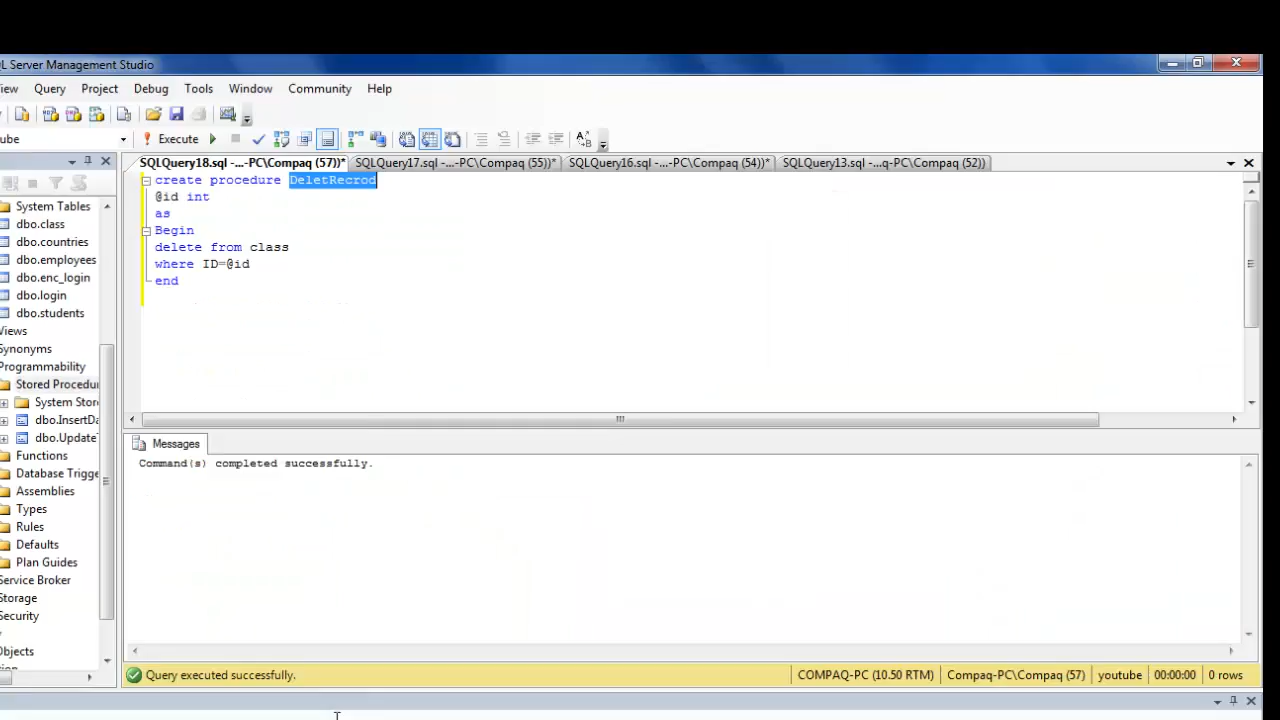 L Server Management Studio
iew Query Project Debug Tools Window Community Help
ube Execute
SQLQuery18.sql -...-PC\Compaq (57))* SQLQuery17.sql -...-PC\Compaq (55))* SQLQuery16.sql -...-PC\Compaq (54))* SQLQuery13.sql -...q-PC\Compaq (52))
create procedure DeletRecrod
@id int
as
Begin
delete from class
where ID=@id
end
System Tables
dbo.class
dbo.countries
dbo.employees
dbo.enc_login
dbo.login
dbo.students
Views
Synonyms
Programmability
Stored Procedu
System Stor
dbo.InsertDa
dbo.UpdateT
Functions
Database Trigge
Assemblies
Types
Rules
Defaults
Plan Guides
Service Broker
Storage
Security
Objects
Messages
Command(s) completed successfully.
Query executed successfully. COMPAQ-PC (10.50 RTM) Compaq-PC\Compaq (57) youtube 00:00:00 0 rows